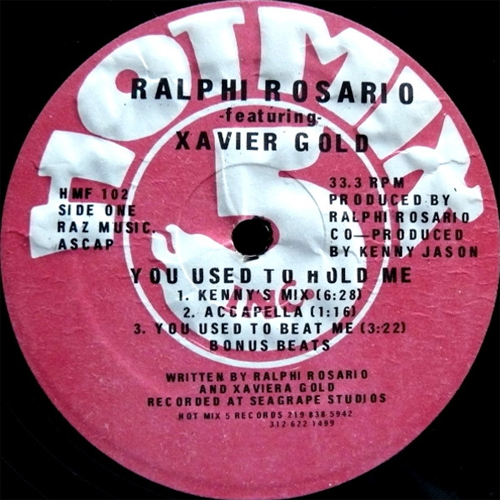 HOT MIX
5
RALPHI ROSARIO
-featuring-
XAVIER GOLD
HMF 102
SIDE ONE
RAZ MUSIC.
ASCAP
33.3 RPM
PRODUCED BY
RALPHI ROSARIO
CO—PRODUCED
BY KENNY JASON
YOU USED TO HOLD ME
1. KENNY'S MIX (6:28)
2. ACCAPELLA (1:16)
3. YOU USED TO BEAT ME (3:22)
BONUS BEATS
WRITTEN BY RALPHI ROSARIO
AND XAVIERA GOLD
RECORDED AT SEAGRAPE STUDIOS
HOT MIX 5 RECORDS 219 838 5942
312 622 1499